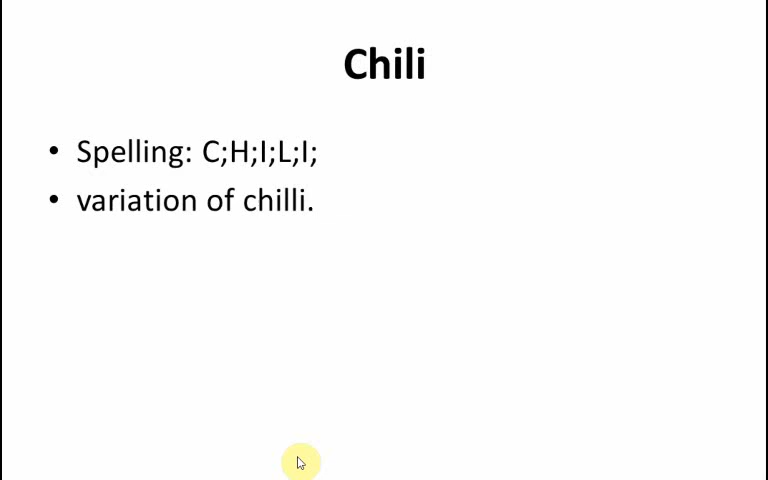 Chili
• Spelling: C;H;I;L;I;
• variation of chilli.